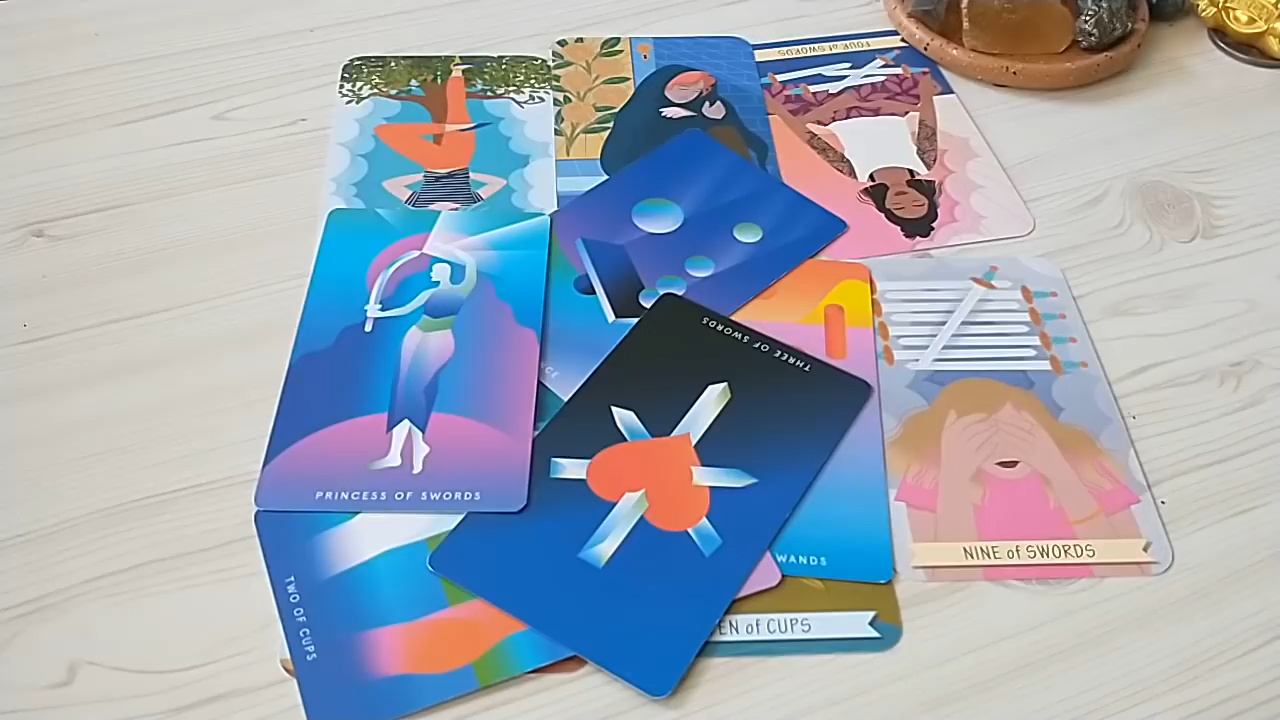 FOUR of SWORDS
THREE OF SWORDS
PRINCESS OF SWORDS
NINE of SWORDS
WANDS
TWO OF CUPS
EN of CUPS